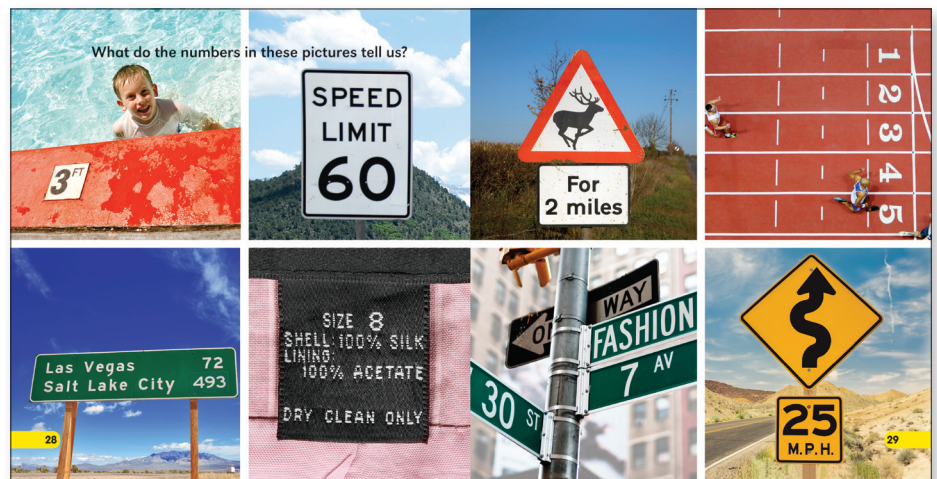 What do the numbers in these pictures tell us?
3 FT
SPEED
LIMIT
60
For
2 miles
1
2
3
4
5
Las Vegas 72
Salt Lake City 493
28
SIZE 8
SHELL: 100% SILK
LINING:
100% ACETATE
DRY CLEAN ONLY
WAY
FASHION
7 AV
30 ST
25
M.P.H.
29